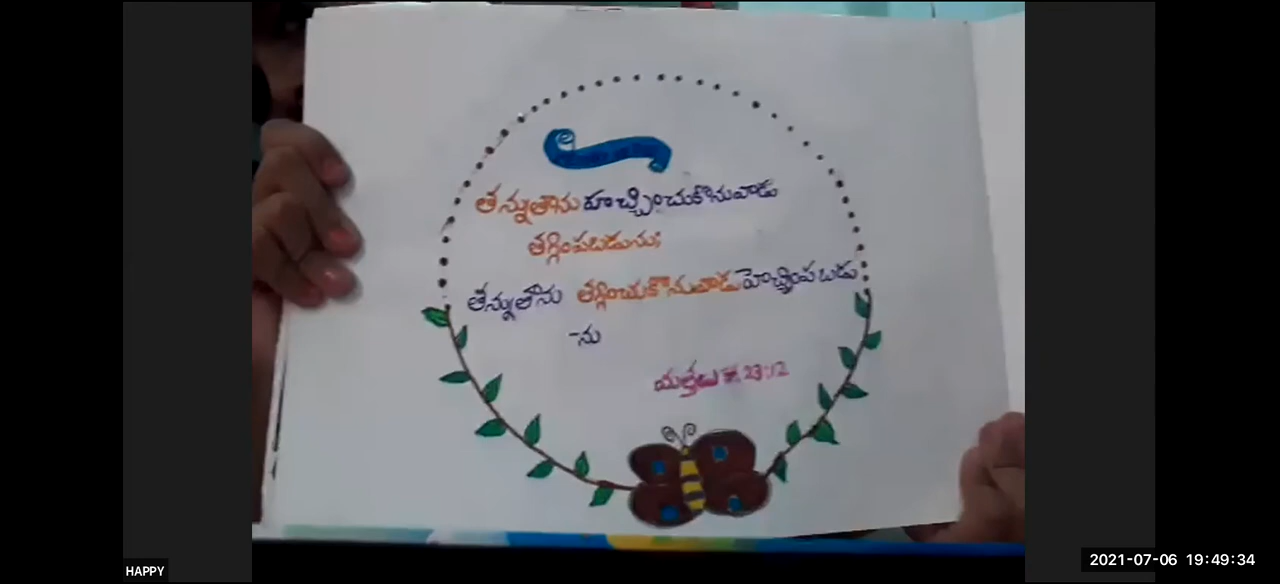 తన్నుతాను హెచ్చించుకొనువాడు
తగ్గింపబడును;
తన్నుతాను తగ్గించుకొనువాడు హెచ్చింపబడు
-ను
మత్తయి 23:12
HAPPY
2021-07-06 19:49:34